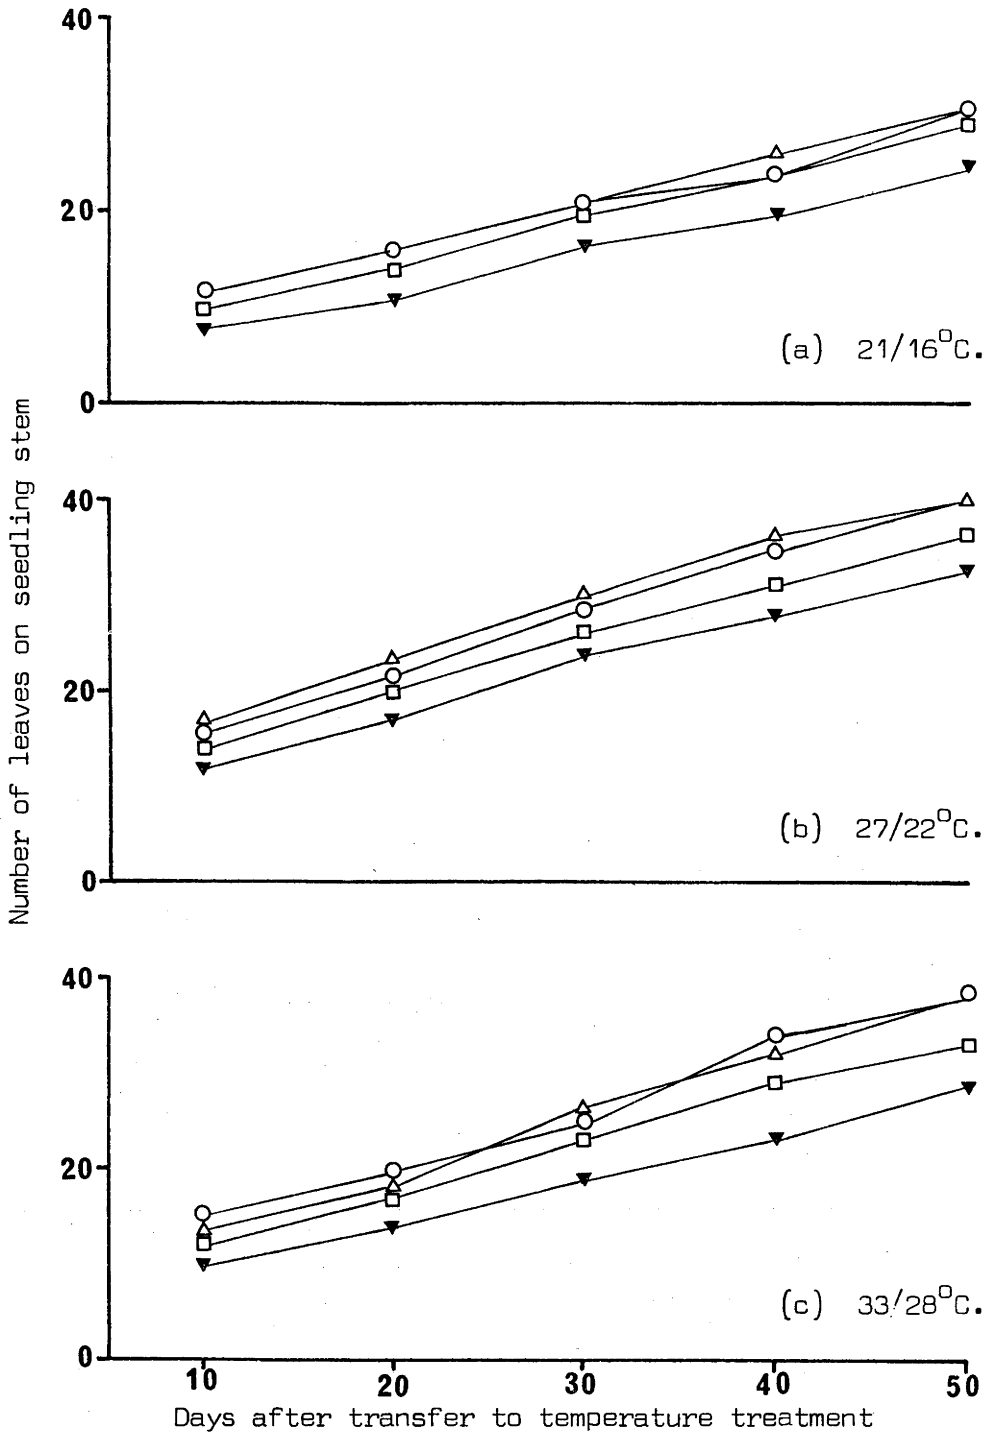 40
20
0
(a) 21/16°C.
Number of leaves on seedling stem
40
20
0
(b) 27/22°C.
40
20
0
(c) 33/28°C.
10 20 30 40 50
Days after transfer to temperature treatment